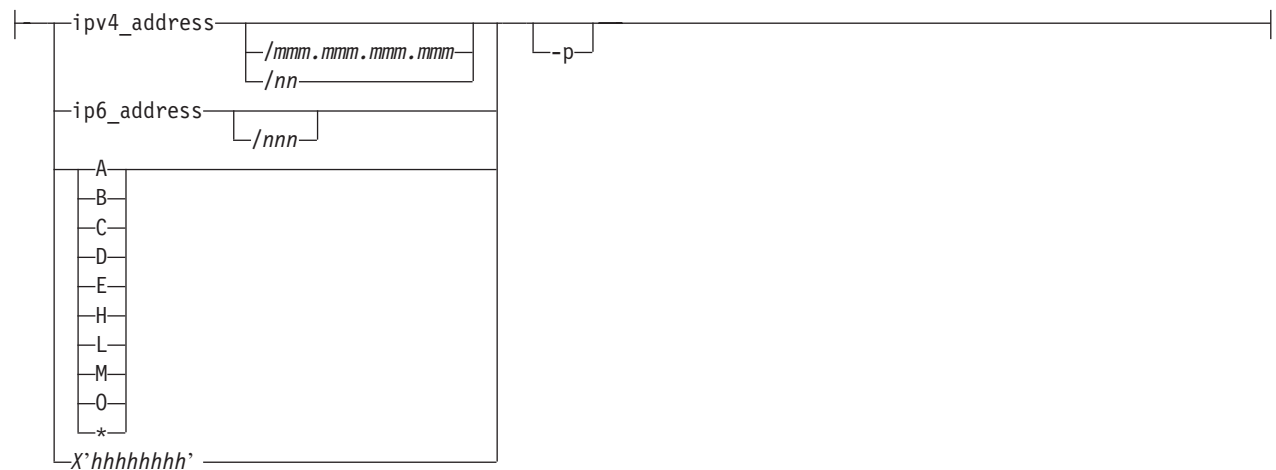 ipv4_address
/mmm.mmm.mmm.mmm -p
/nn
ip6_address
/nnn
A
B
C
D
E
H
L
M
O
*
X’hhhhhhhh’